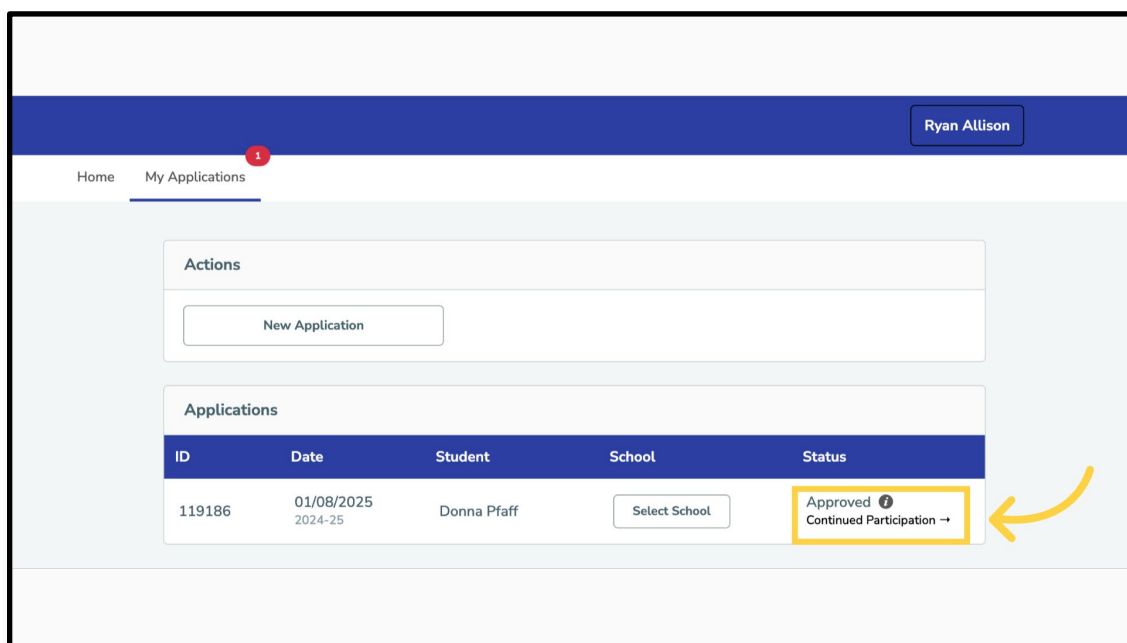 Ryan Allison
1
Home
My Applications
Actions
New Application
Applications
ID Date Student School Status
119186 01/08/2025 Donna Pfaff Select School Approved i
2024-25 Continued Participation →